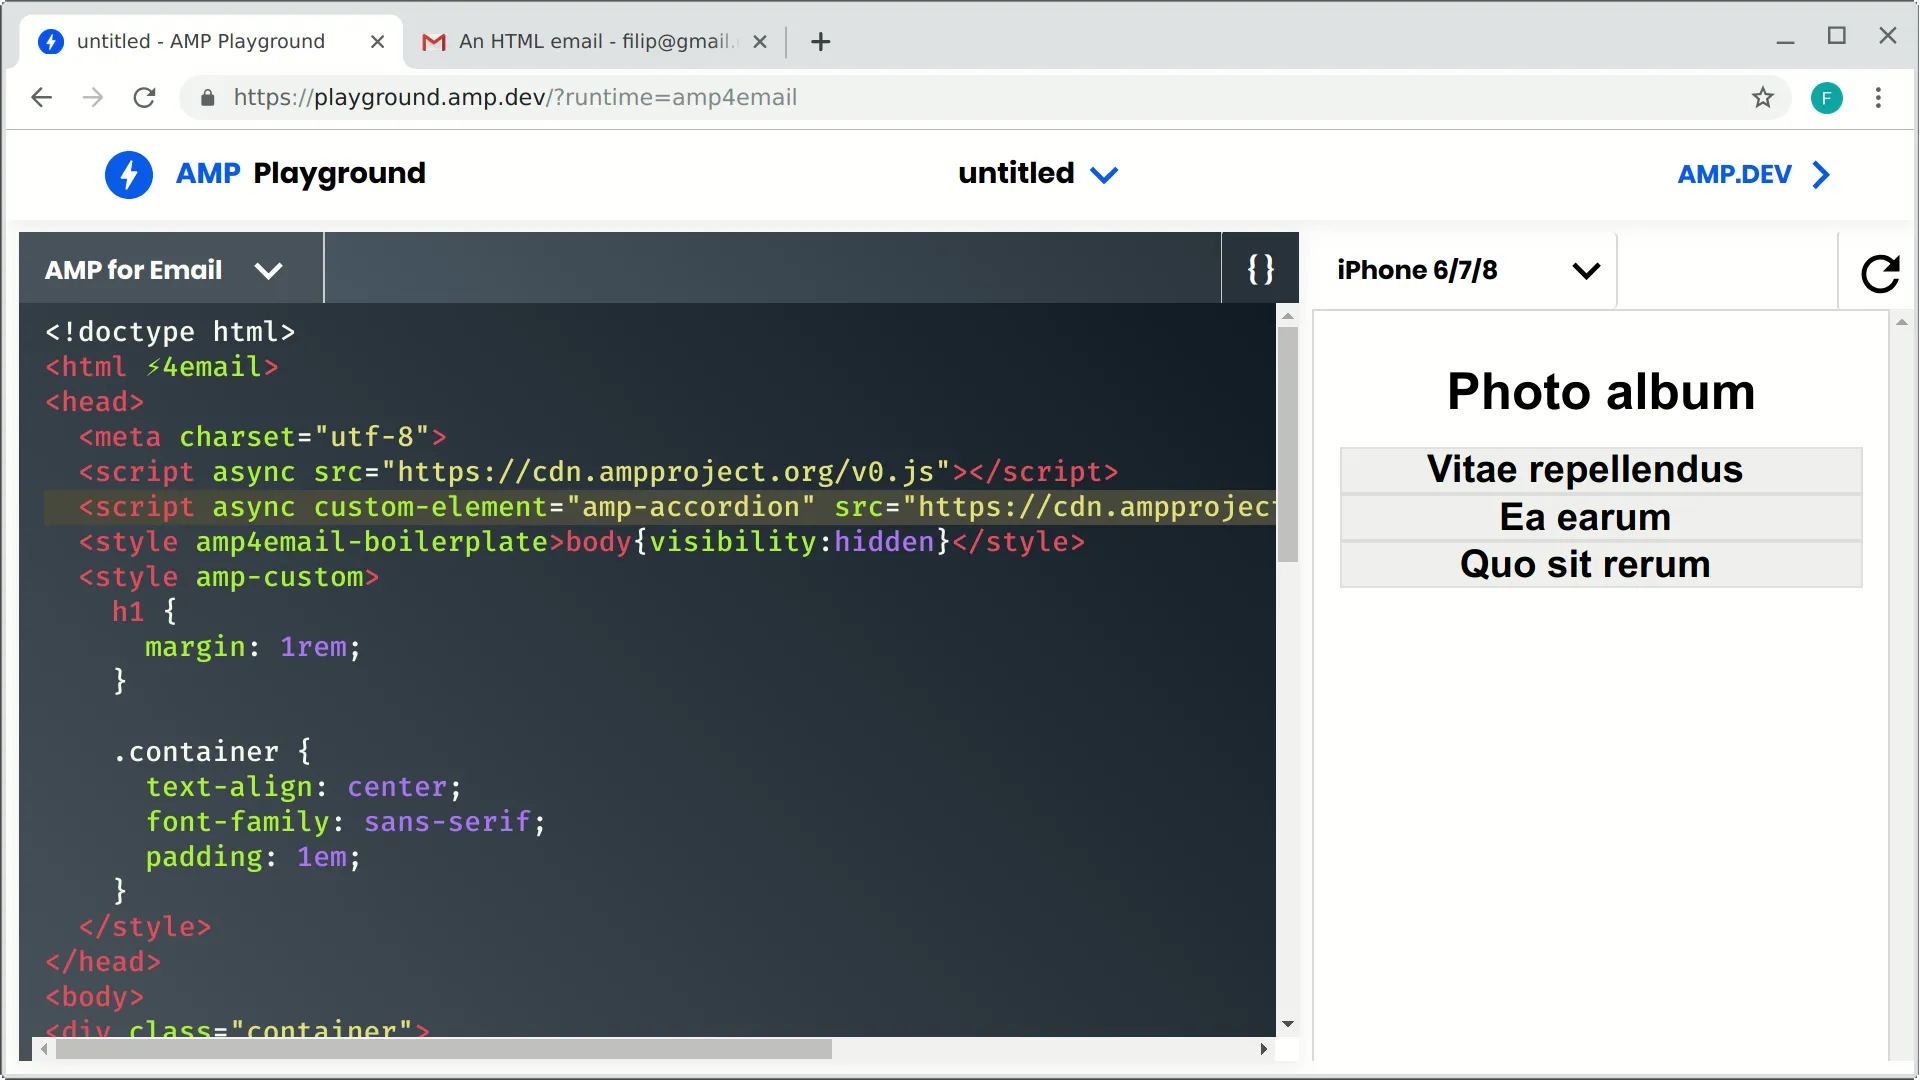 untitled - AMP Playground
An HTML email - filip@gmail.
https://playground.amp.dev/?runtime=amp4email
F
AMP Playground
untitled
AMP.DEV
AMP for Email
{}
iPhone 6/7/8
<!doctype html>
<html ⚡4email>
<head>
<meta charset="utf-8">
<script async src="https://cdn.ampproject.org/v0.js"></script>
<script async custom-element="amp-accordion" src="https://cdn.ampproject
<style amp4email-boilerplate>body{visibility:hidden}</style>
<style amp-custom>
h1 {
margin: 1rem;
}
.container {
text-align: center;
font-family: sans-serif;
padding: 1em;
}
</style>
</head>
<body>
<div class="container">
Photo album
Vitae repellendus
Ea earum
Quo sit rerum